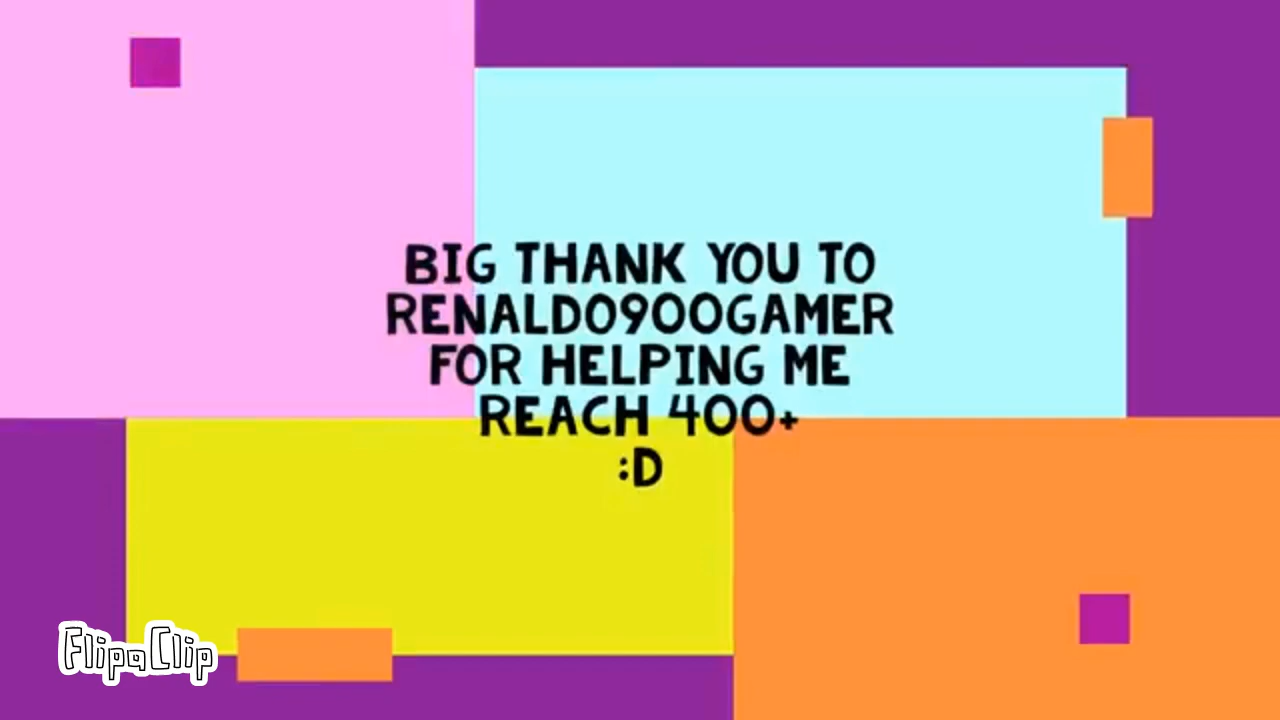 BIG THANK YOU TO
RENALDO900GAMER
FOR HELPING ME
REACH 400+
:D
FlipaClip